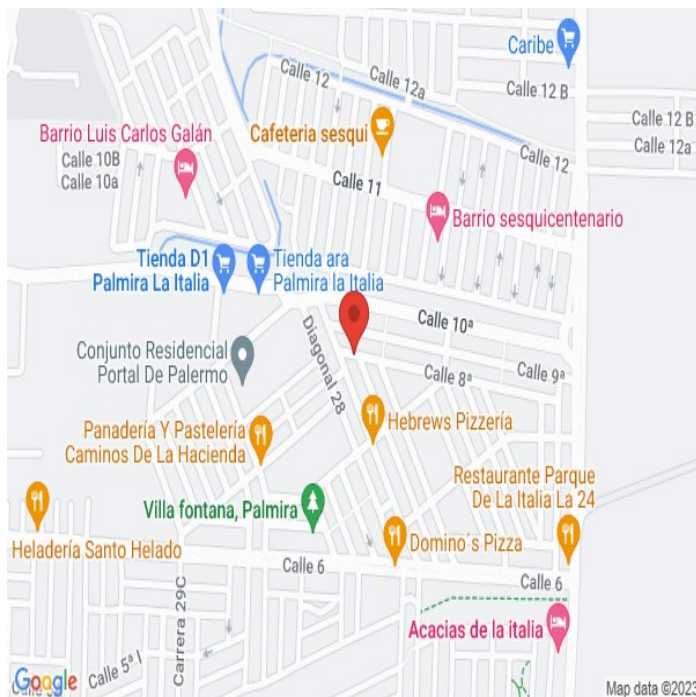 Caribe
Calle 12
Calle 12a
Calle 12 B
Calle 12 B
Calle 12a
Cafeteria sesqui
Barrio Luis Carlos Galán
Calle 10B
Calle 10a
Calle 12
Calle 11
Barrio sesquicentenario
Tienda D1
Palmira La Italia
Tienda ara
Palmira la Italia
Calle 10ª
Diagonal 28
Conjunto Residencial
Portal De Palermo
Calle 9ª
Calle 8ª
Hebrews Pizzería
Panadería Y Pastelería
Caminos De La Hacienda
Restaurante Parque
De La Italia La 24
Villa fontana, Palmira
Domino´s Pizza
Heladería Santo Helado
Calle 6
Calle 6
Carrera 29C
Acacias de la italia
Calle 5ª I
Google
Map data ©202